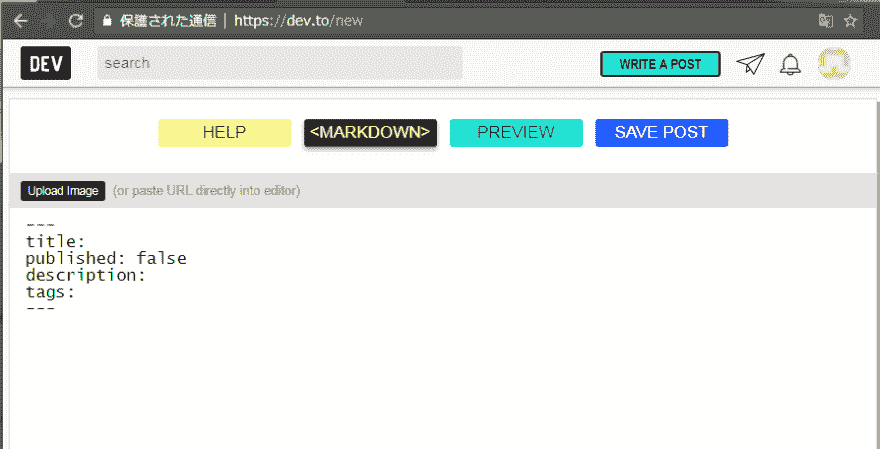 保護された通信 | https://dev.to/new
DEV search WRITE A POST
HELP <MARKDOWN> PREVIEW SAVE POST
Upload Image (or paste URL directly into editor)
---
title:
published: false
description:
tags:
---